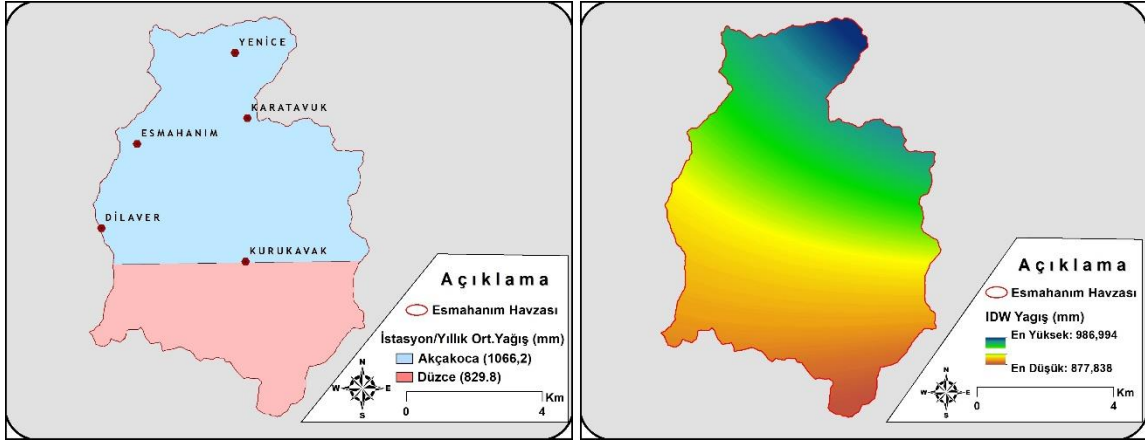 YENİCE
KARATAVUK
ESMAHANIM
DİLAVER
KURUKAVAK
Açıklama
Esmahanım Havzası
İstasyon/Yıllık Ort.Yağış (mm)
Akçakoca (1066,2)
Düzce (829.8)
N
W E
S
Km
0 4
Açıklama
Esmahanım Havzası
IDW Yagış (mm)
En Yüksek: 986,994
En Düşük: 877,838
N
W E
S
Km
0 4